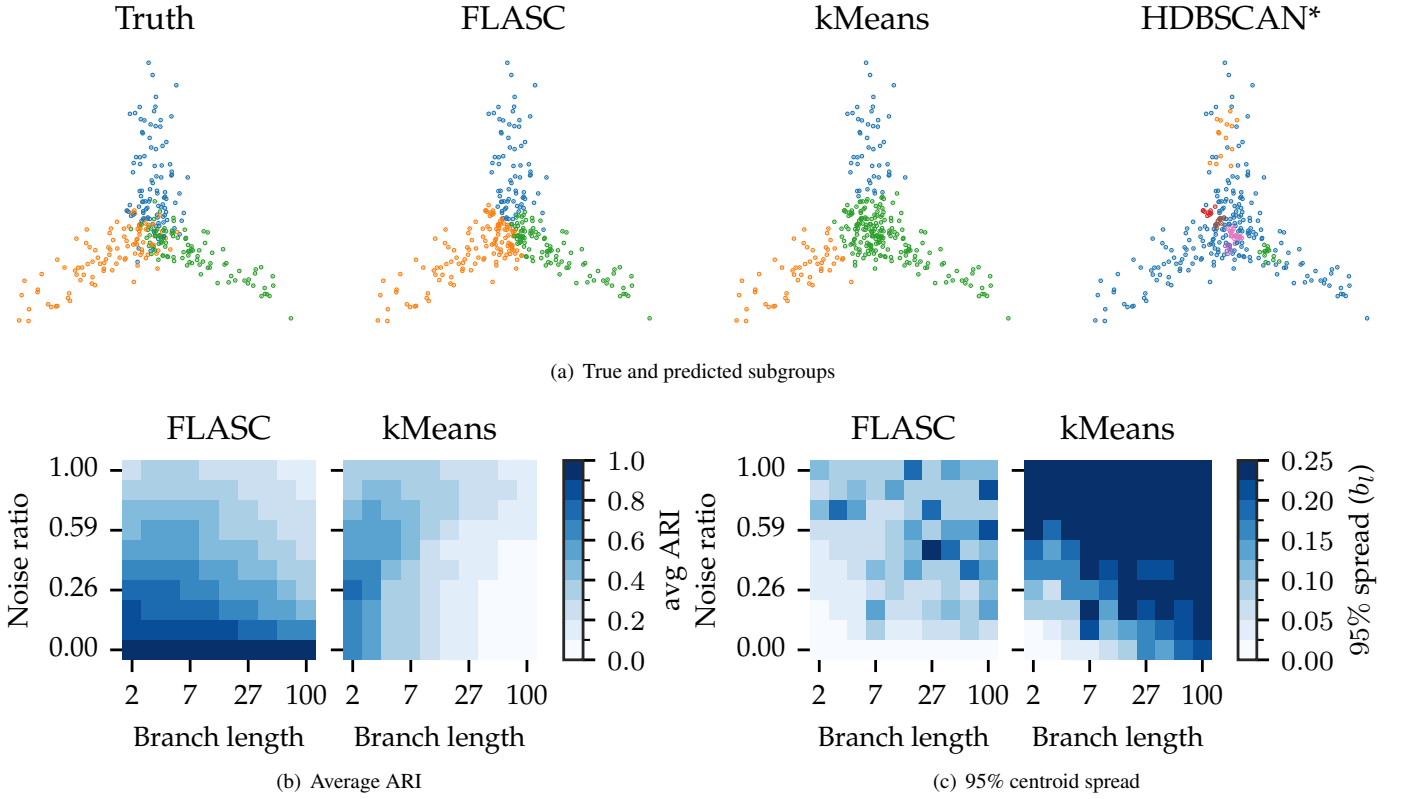 Truth FLASC kMeans HDBSCAN*
(a) True and predicted subgroups
FLASC kMeans
1.00
0.59
0.26
0.00
Noise ratio
2 7 27 100 2 7 27 100
Branch length Branch length
1.0
0.8
0.6
0.4
0.2
0.0
avg ARI
(b) Average ARI
FLASC kMeans
1.00
0.59
0.26
0.00
Noise ratio
2 7 27 100 2 7 27 100
Branch length Branch length
0.25
0.20
0.15
0.10
0.05
0.00
95% spread (b_l)
(c) 95% centroid spread